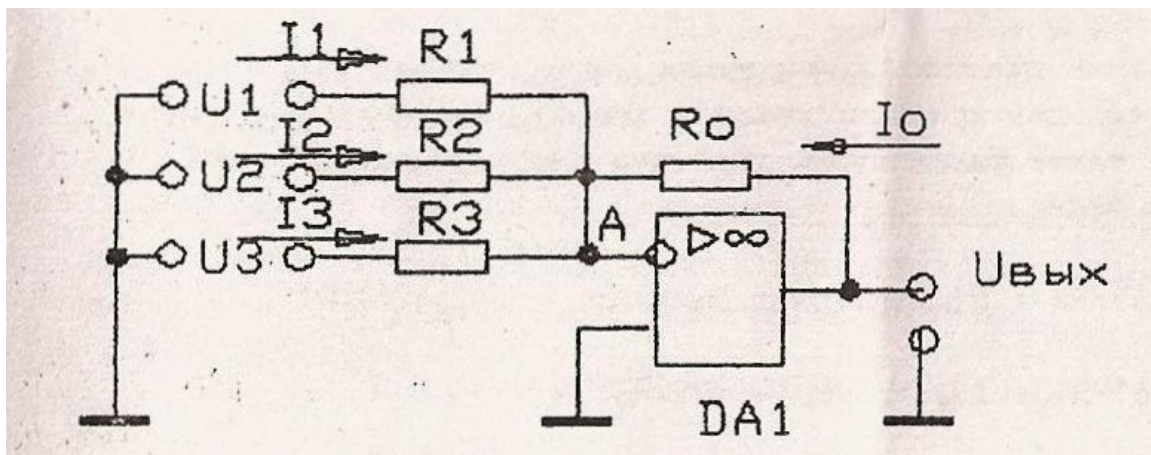 I1 R1
U1
I2 R2 Ro Io
U2
I3 R3 A ▷∞
U3
Uвых
DA1